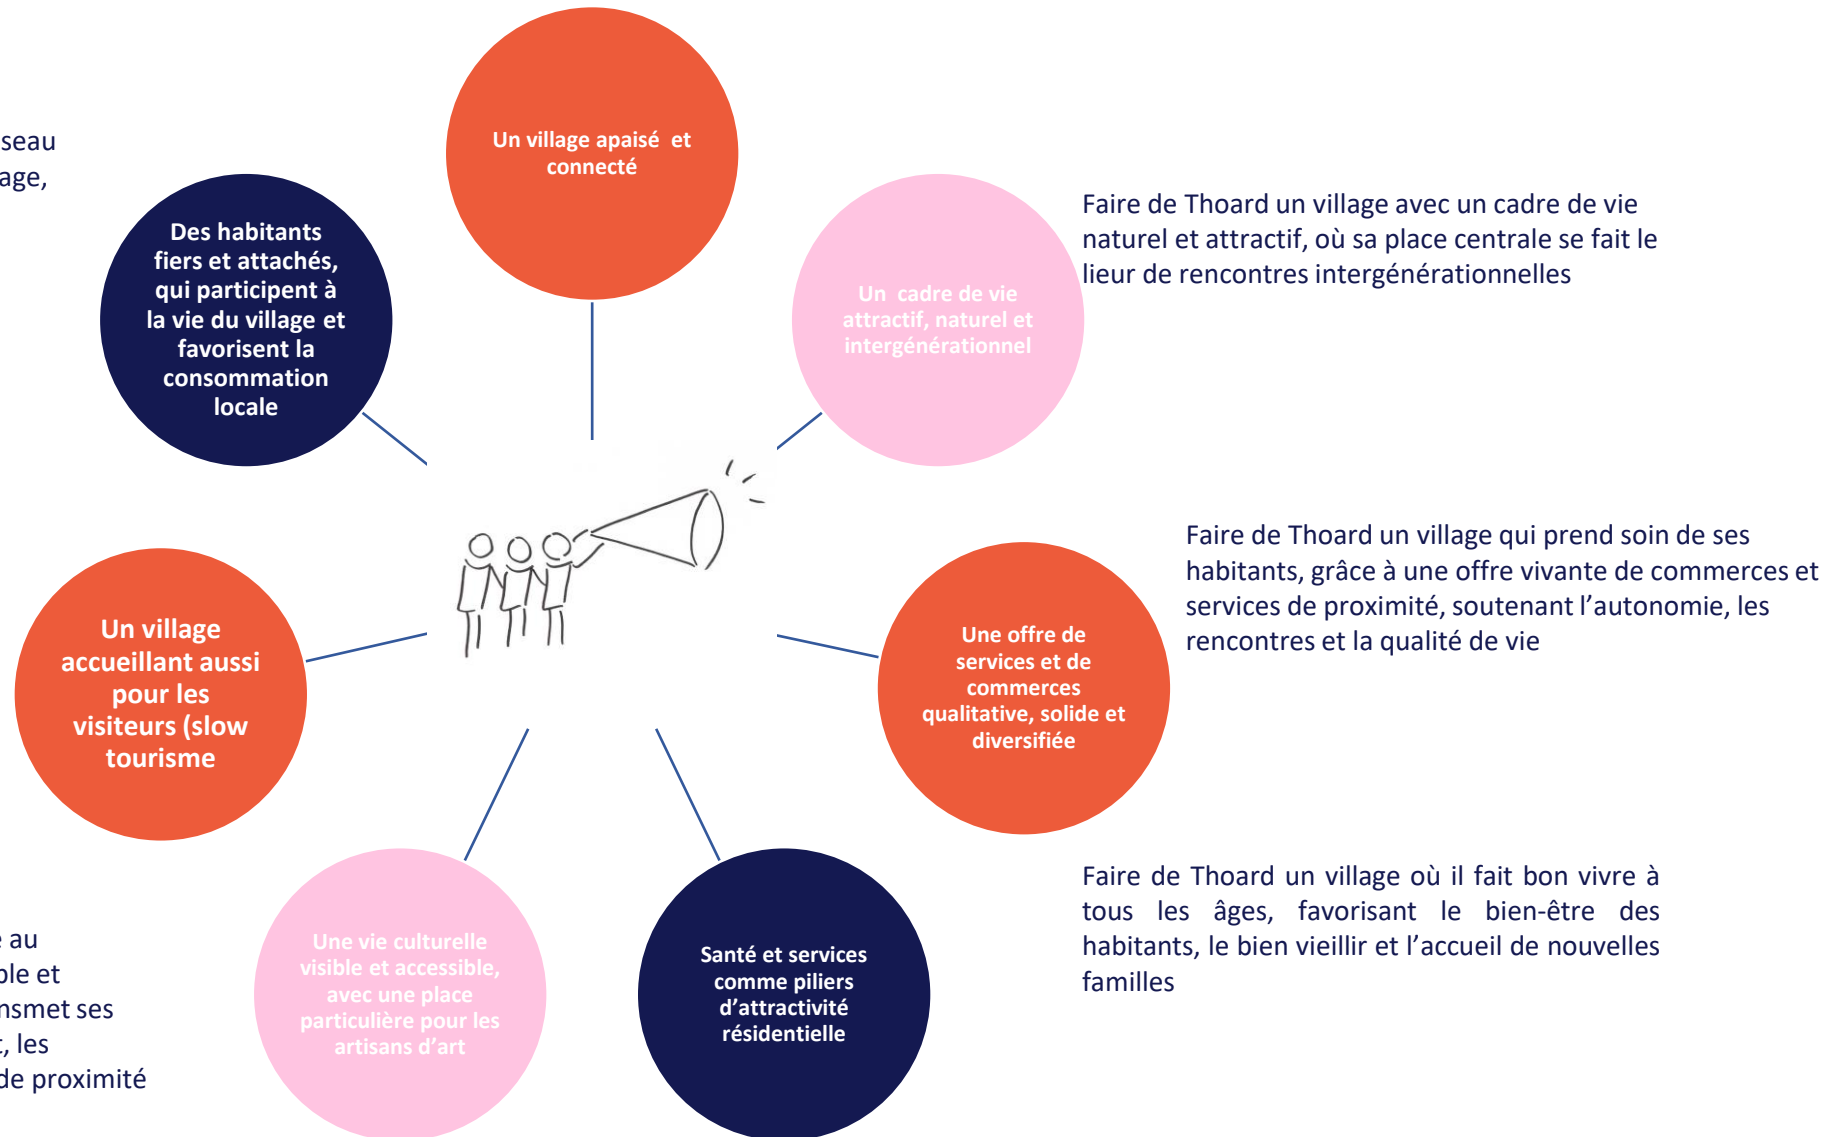 Un village apaisé et
connecté
seau
age,
Des habitants
fiers et attachés,
qui participent à
la vie du village et
favorisent la
consommation
locale
Un cadre de vie
attractif, naturel et
intergénérationnel
Faire de Thoard un village avec un cadre de vie
naturel et attractif, où sa place centrale se fait le
lieur de rencontres intergénérationnelles
Un village
accueillant aussi
pour les
visiteurs (slow
tourisme
Une offre de
services et de
commerces
qualitative, solide et
diversifiée
Faire de Thoard un village qui prend soin de ses
habitants, grâce à une offre vivante de commerces et
services de proximité, soutenant l’autonomie, les
rencontres et la qualité de vie
Une vie culturelle
visible et accessible,
avec une place
particulière pour les
artisans d’art
Santé et services
comme piliers
d’attractivité
résidentielle
Faire de Thoard un village où il fait bon vivre à
tous les âges, favorisant le bien-être des
habitants, le bien vieillir et l’accueil de nouvelles
familles
au
ble et
nsmet ses
, les
de proximité